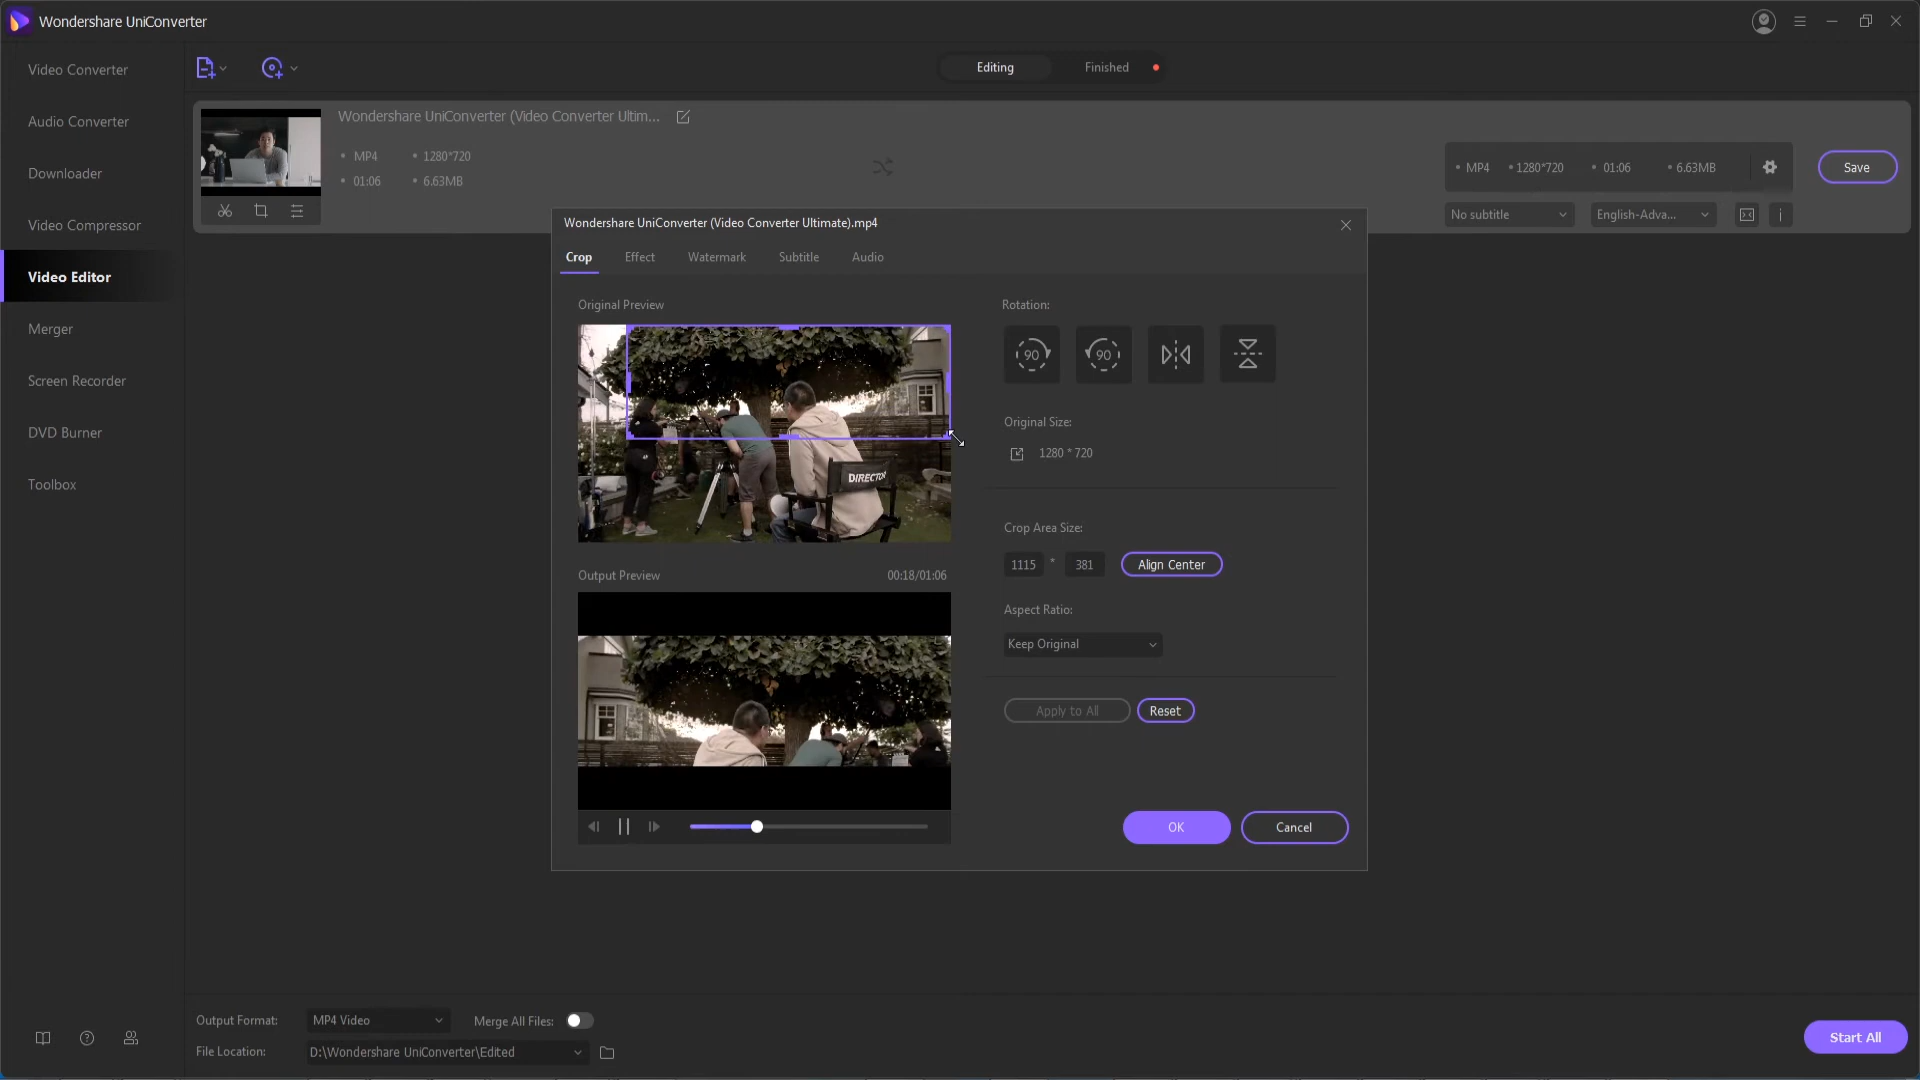 Wondershare UniConverter
Video Converter
Audio Converter
Downloader
Video Compressor
Video Editor
Merger
Screen Recorder
DVD Burner
Toolbox
Editing
Finished
Wondershare UniConverter (Video Converter Ultim...
MP4
1280*720
01:06
6.63MB
MP4
1280*720
01:06
6.63MB
Save
No subtitle
English-Adva...
Wondershare UniConverter (Video Converter Ultimate).mp4
Crop
Effect
Watermark
Subtitle
Audio
Original Preview
DIRECTOR
Output Preview
00:18/01:06
Rotation:
90
90
Original Size:
1280 * 720
Crop Area Size:
1115 * 381
Align Center
Aspect Ratio:
Keep Original
Apply to All
Reset
OK
Cancel
Output Format:
MP4 Video
Merge All Files:
File Location:
D:\Wondershare UniConverter\Edited
Start All